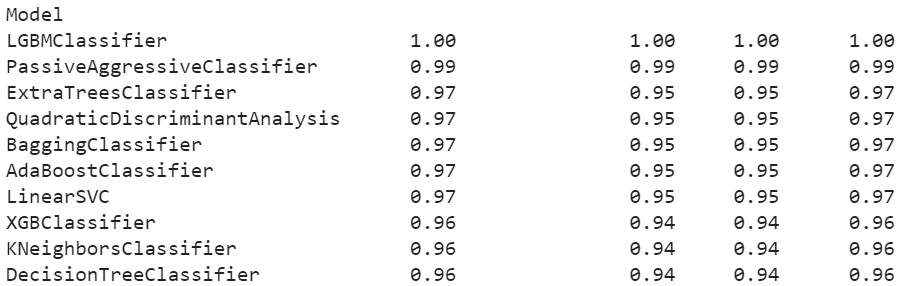 Model
LGBMClassifier 1.00 1.00 1.00 1.00
PassiveAggressiveClassifier 0.99 0.99 0.99 0.99
ExtraTreesClassifier 0.97 0.95 0.95 0.97
QuadraticDiscriminantAnalysis 0.97 0.95 0.95 0.97
BaggingClassifier 0.97 0.95 0.95 0.97
AdaBoostClassifier 0.97 0.95 0.95 0.97
LinearSVC 0.97 0.95 0.95 0.97
XGBClassifier 0.96 0.94 0.94 0.96
KNeighborsClassifier 0.96 0.94 0.94 0.96
DecisionTreeClassifier 0.96 0.94 0.94 0.96